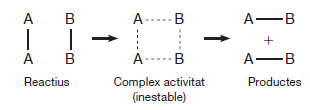 A B A B A B
+
A B A B A B
Reactius Complex activitat Productes
(inestable)